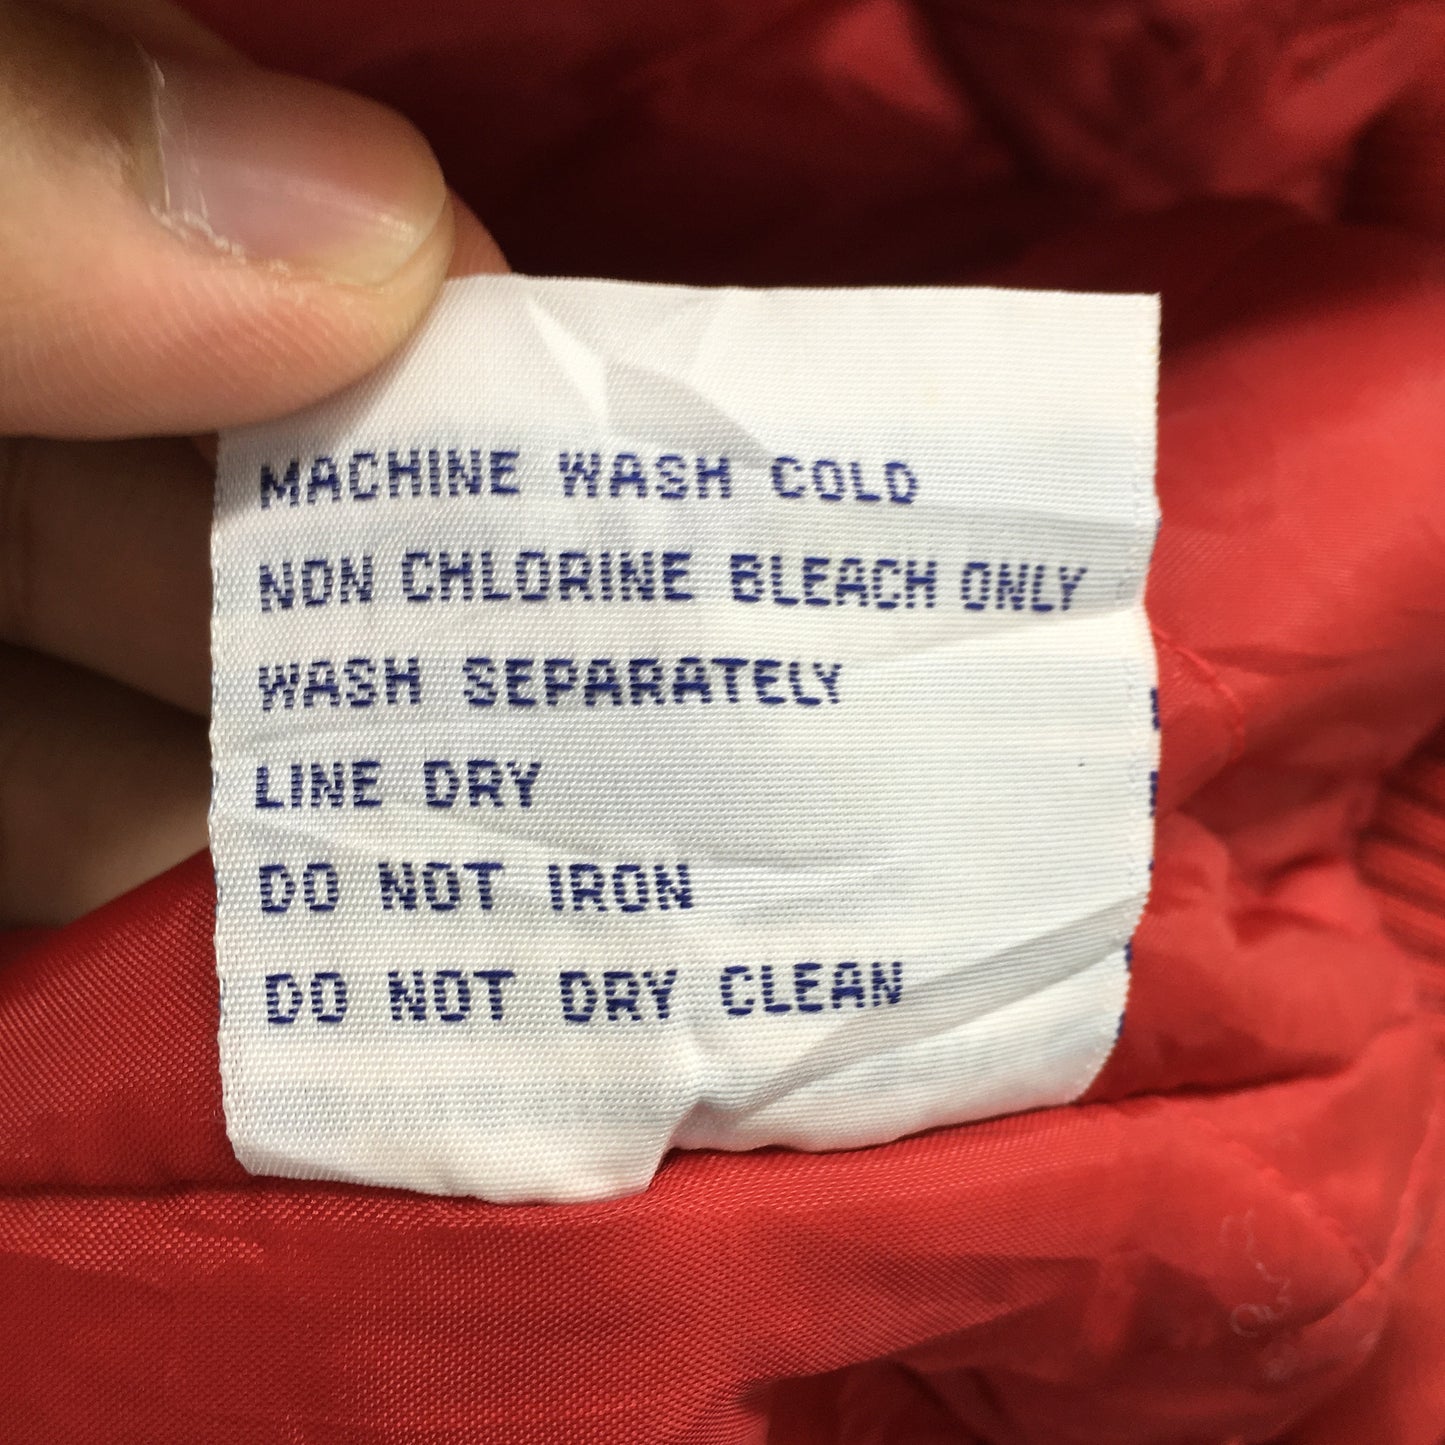 MACHINE WASH COLD
NON CHLORINE BLEACH ONLY
WASH SEPARATELY
LINE DRY
DO NOT IRON
DO NOT DRY CLEAN